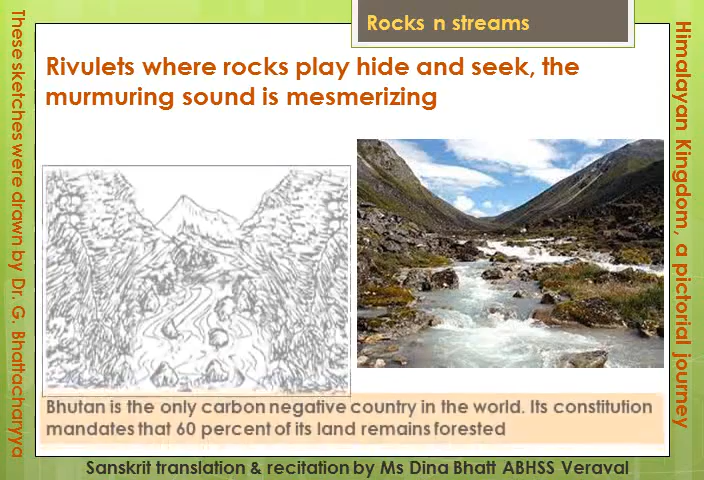 Rocks n streams
Rivulets where rocks play hide and seek, the
murmuring sound is mesmerizing
Bhutan is the only carbon negative country in the world. Its constitution
mandates that 60 percent of its land remains forested
Sanskrit translation & recitation by Ms Dina Bhatt ABHSS Veraval
These sketches were drawn by Dr. G. Bhattacharyya
Himalayan Kingdom, a pictorial journey